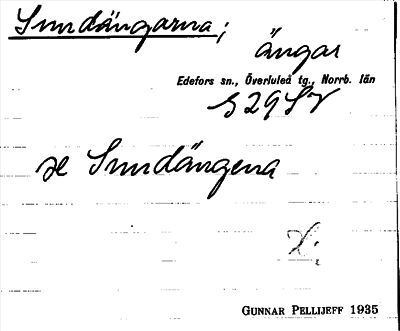 Sundängarna;
ängar
Edefors sn., Överluleå tg., Norrb. län
S29SV
se Sundängena
GUNNAR PELLIJEFF 1935